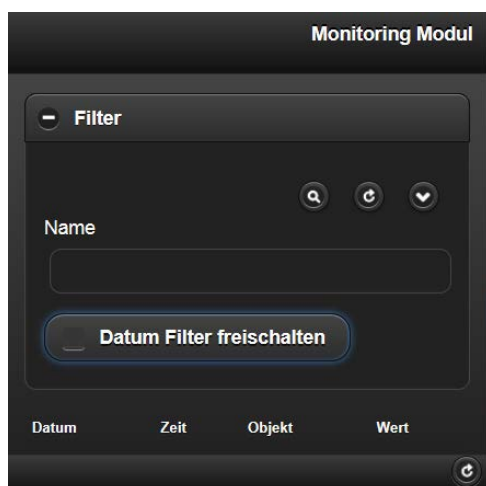 Monitoring Modul
Filter
Name
Datum Filter freischalten
Datum Zeit Objekt Wert